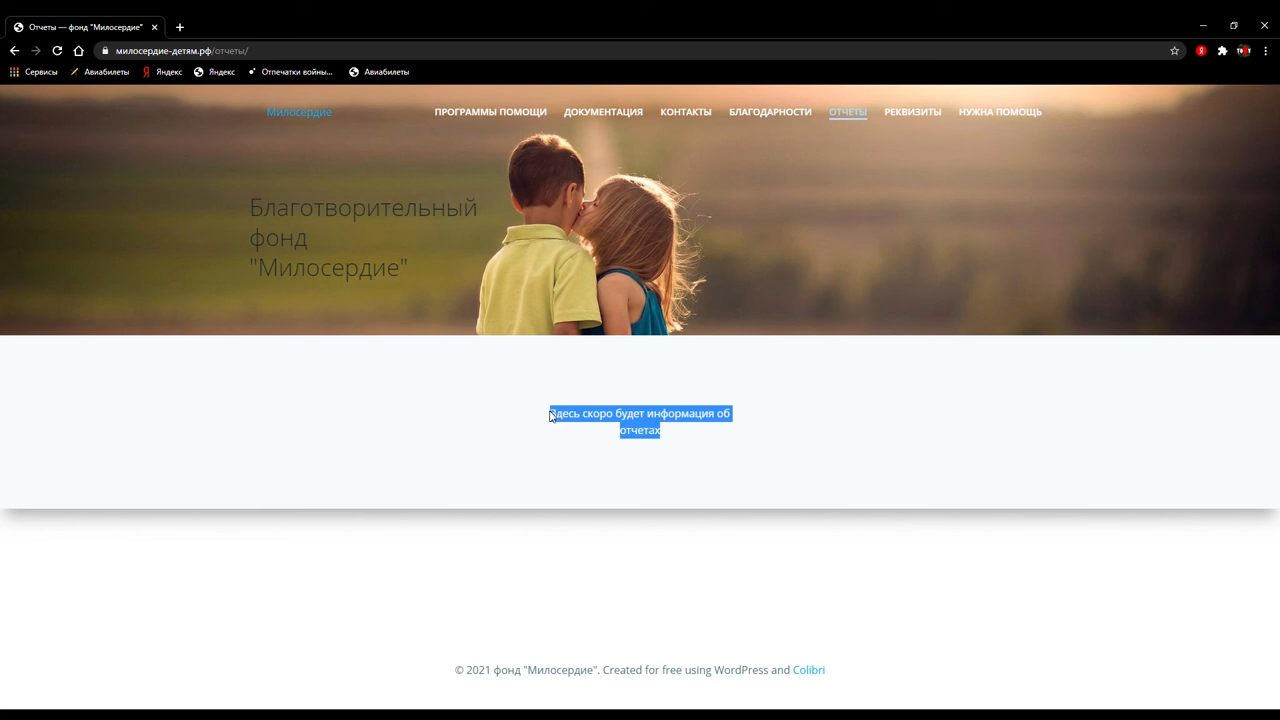 Отчеты — фонд "Милосердие"
милосердие-детям.рф/отчеты/
Сервисы Авиабилеты Яндекс Яндекс Отпечатки войны... Авиабилеты
Милосердие ПРОГРАММЫ ПОМОЩИ ДОКУМЕНТАЦИЯ КОНТАКТЫ БЛАГОДАРНОСТИ ОТЧЕТЫ РЕКВИЗИТЫ НУЖНА ПОМОЩЬ
Благотворительный
фонд
"Милосердие"
Здесь скоро будет информация об
отчетах
© 2021 фонд "Милосердие". Created for free using WordPress and Colibri